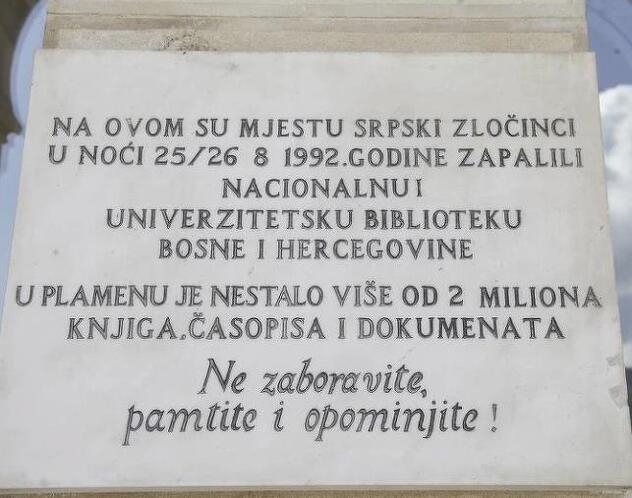 NA OVOM SU MJESTU SRPSKI ZLOČINCI
U NOĆI 25/26 8 1992.GODINE ZAPALILI
NACIONALNU I
UNIVERZITETSKU BIBLIOTEKU
BOSNE I HERCEGOVINE
U PLAMENU JE NESTALO VIŠE OD 2 MILIONA
KNJIGA,ČASOPISA I DOKUMENATA
Ne zaboravite,
pamtite i opominjite !